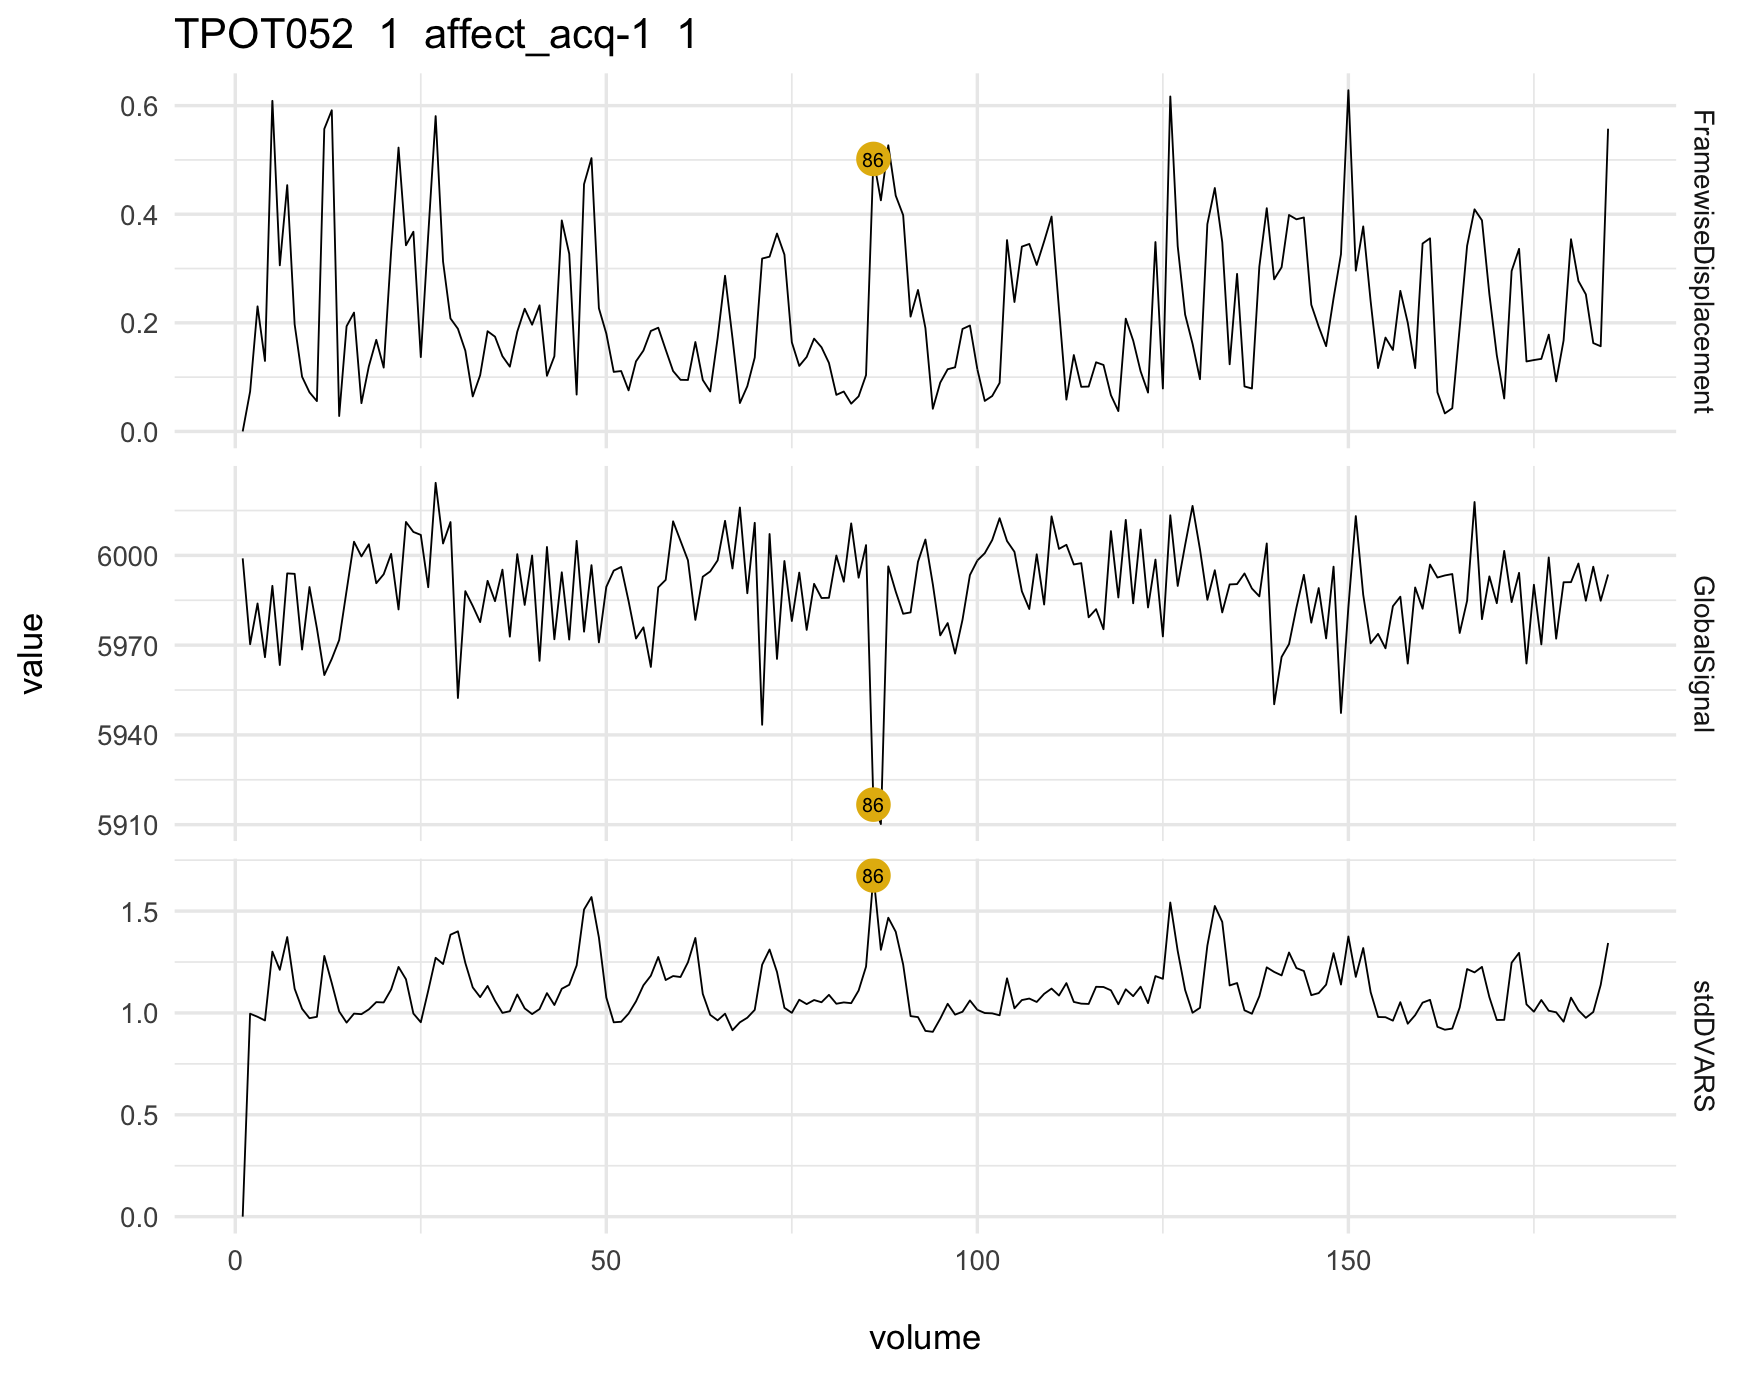 TPOT052 1 affect_acq-1 1
0.6
0.4
0.2
0.0
86
FramewiseDisplacement
6000
5970
5940
5910
86
GlobalSignal
value
1.5
1.0
0.5
0.0
86
stdDVARS
0 50 100 150
volume